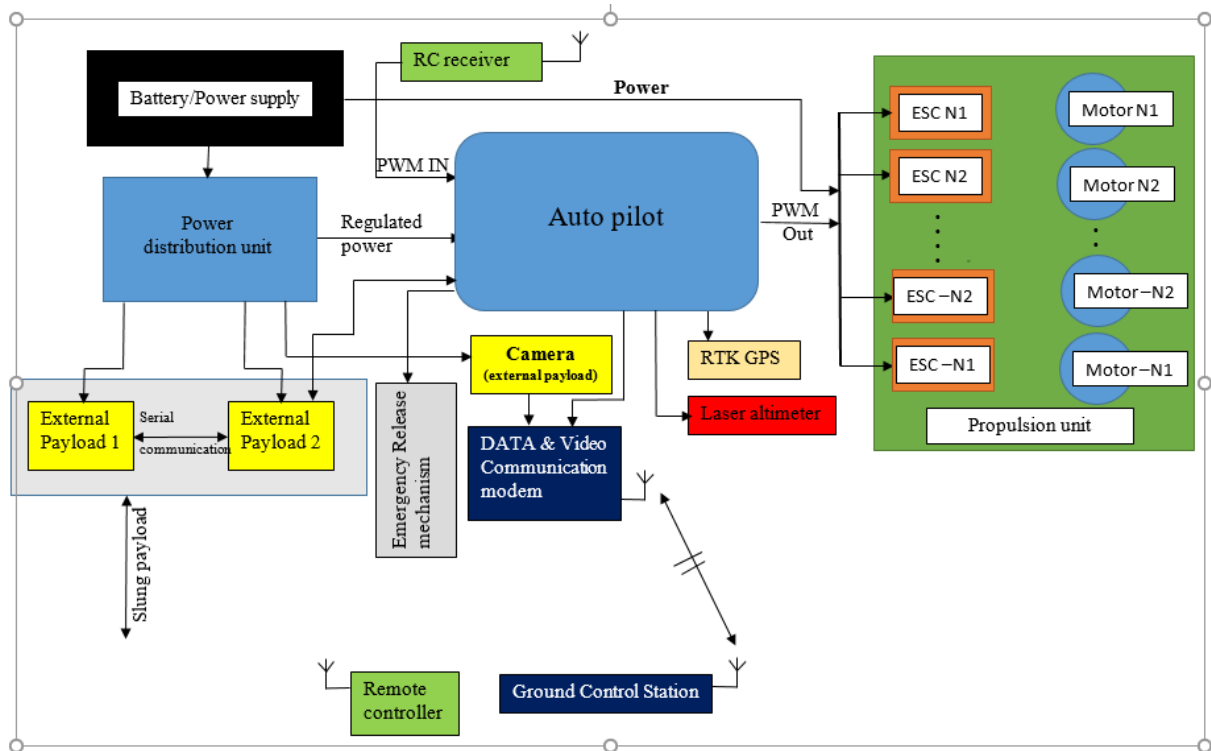 RC receiver
Battery/Power supply
Power
PWM IN
ESC N1
Motor N1
ESC N2
Motor N2
Auto pilot
PWM
Out
Power
distribution unit
Regulated
power
ESC –N2
Motor–N2
ESC –N1
Motor–N1
Camera
(external payload)
RTK GPS
Laser altimeter
Propulsion unit
External
Payload 1
Serial
communication
External
Payload 2
Emergency Release
mechanism
DATA & Video
Communication
modem
Slung payload
Remote
controller
Ground Control Station